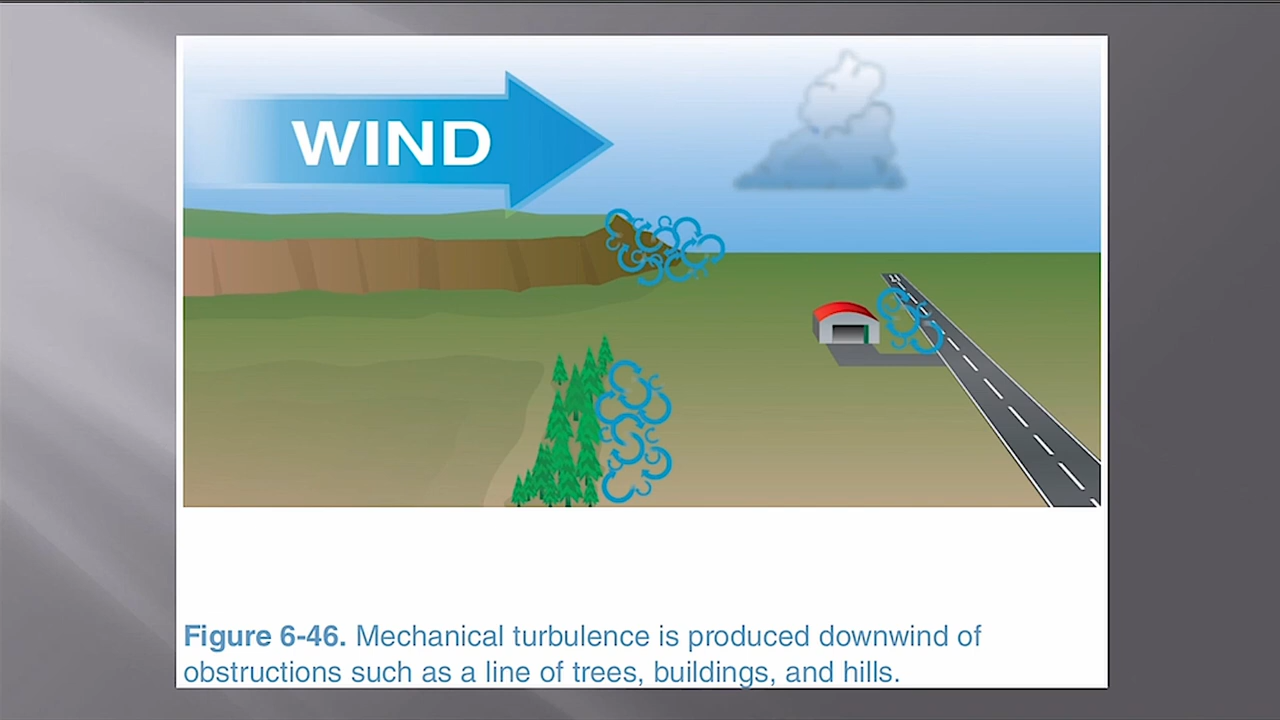 WIND
Figure 6-46. Mechanical turbulence is produced downwind of
obstructions such as a line of trees, buildings, and hills.